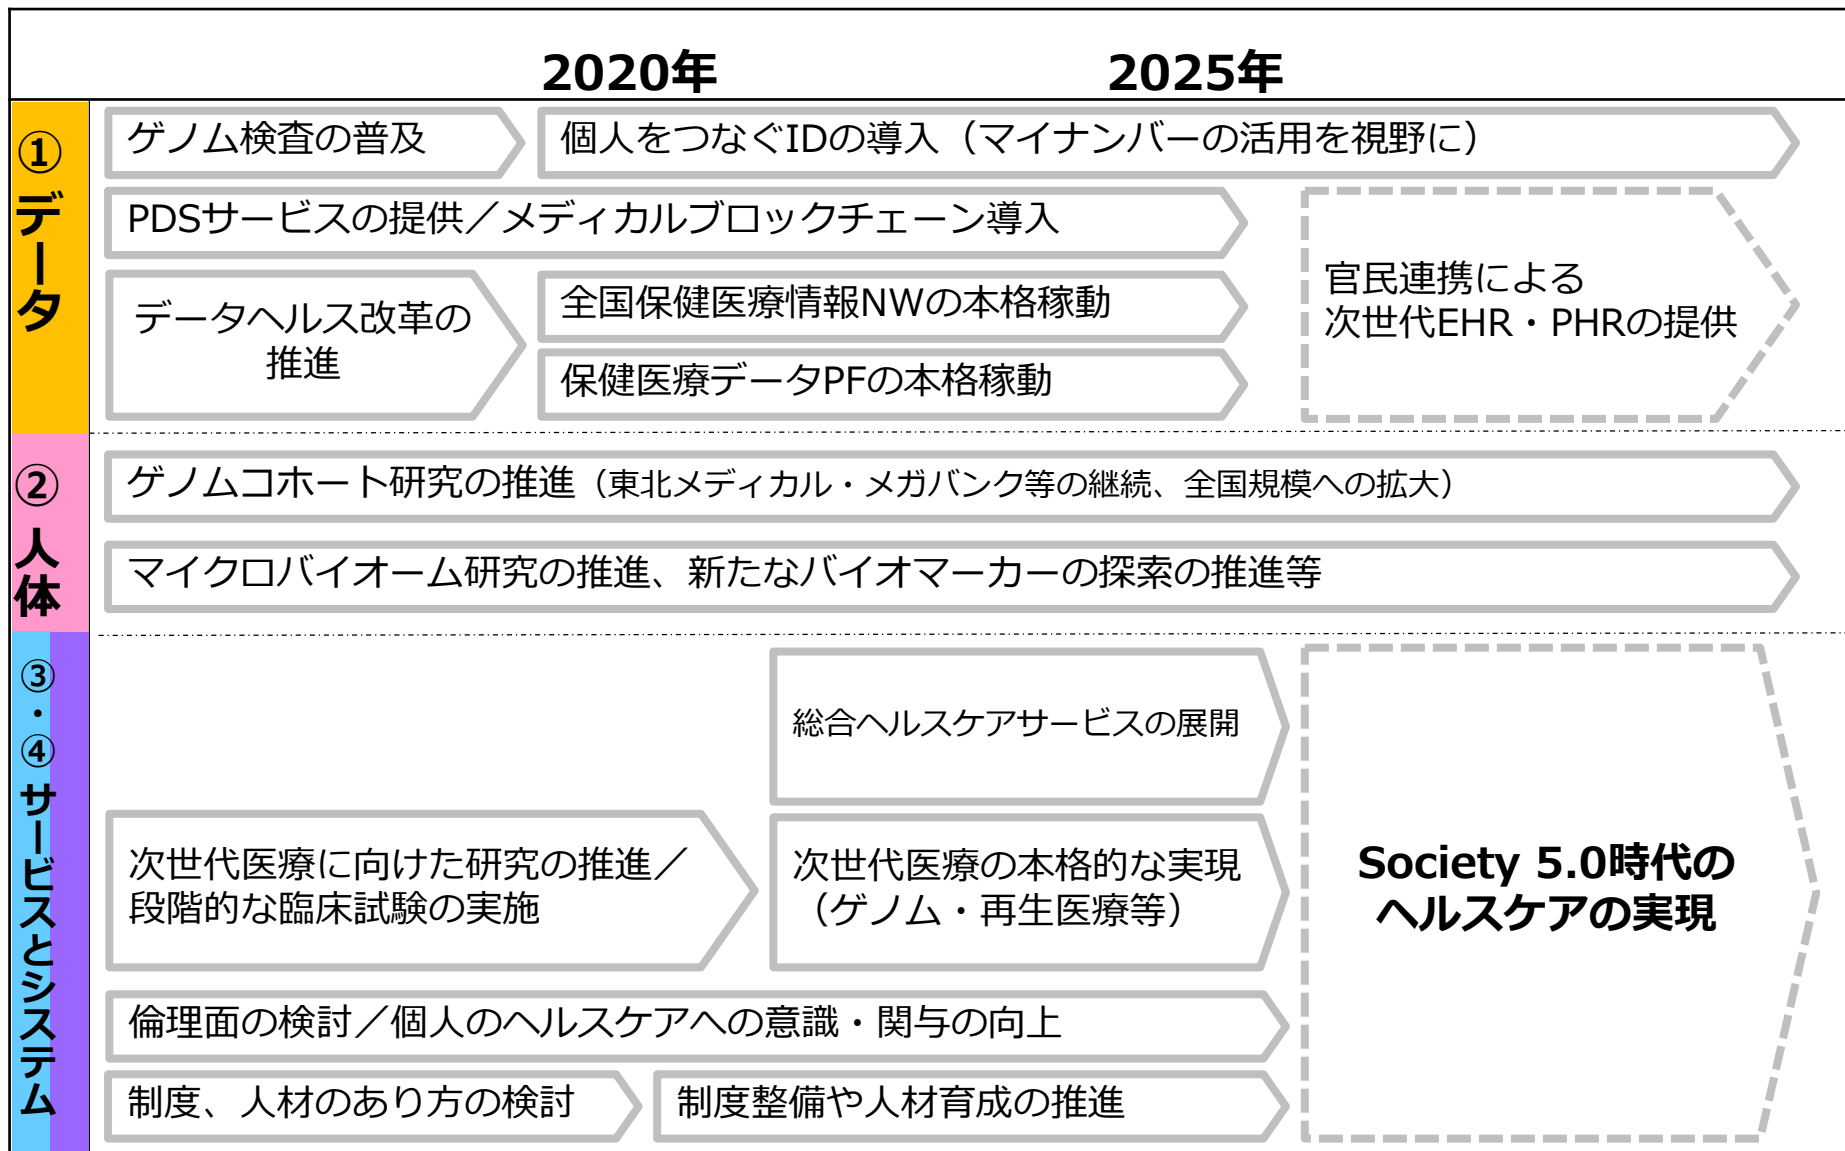 2020年
2025年
① データ
ゲノム検査の普及
個人をつなぐIDの導入（マイナンバーの活用を視野に）
PDSサービスの提供／メディカルブロックチェーン導入
データヘルス改革の
推進
全国保健医療情報NWの本格稼動
保健医療データPFの本格稼動
官民連携による
次世代EHR・PHRの提供
② 人体
ゲノムコホート研究の推進（東北メディカル・メガバンク等の継続、全国規模への拡大）
マイクロバイオーム研究の推進、新たなバイオマーカーの探索の推進等
③・④ サービスとシステム
総合ヘルスケアサービスの展開
次世代医療に向けた研究の推進／
段階的な臨床試験の実施
次世代医療の本格的な実現
（ゲノム・再生医療等）
倫理面の検討／個人のヘルスケアへの意識・関与の向上
制度、人材のあり方の検討
制度整備や人材育成の推進
Society 5.0時代の
ヘルスケアの実現